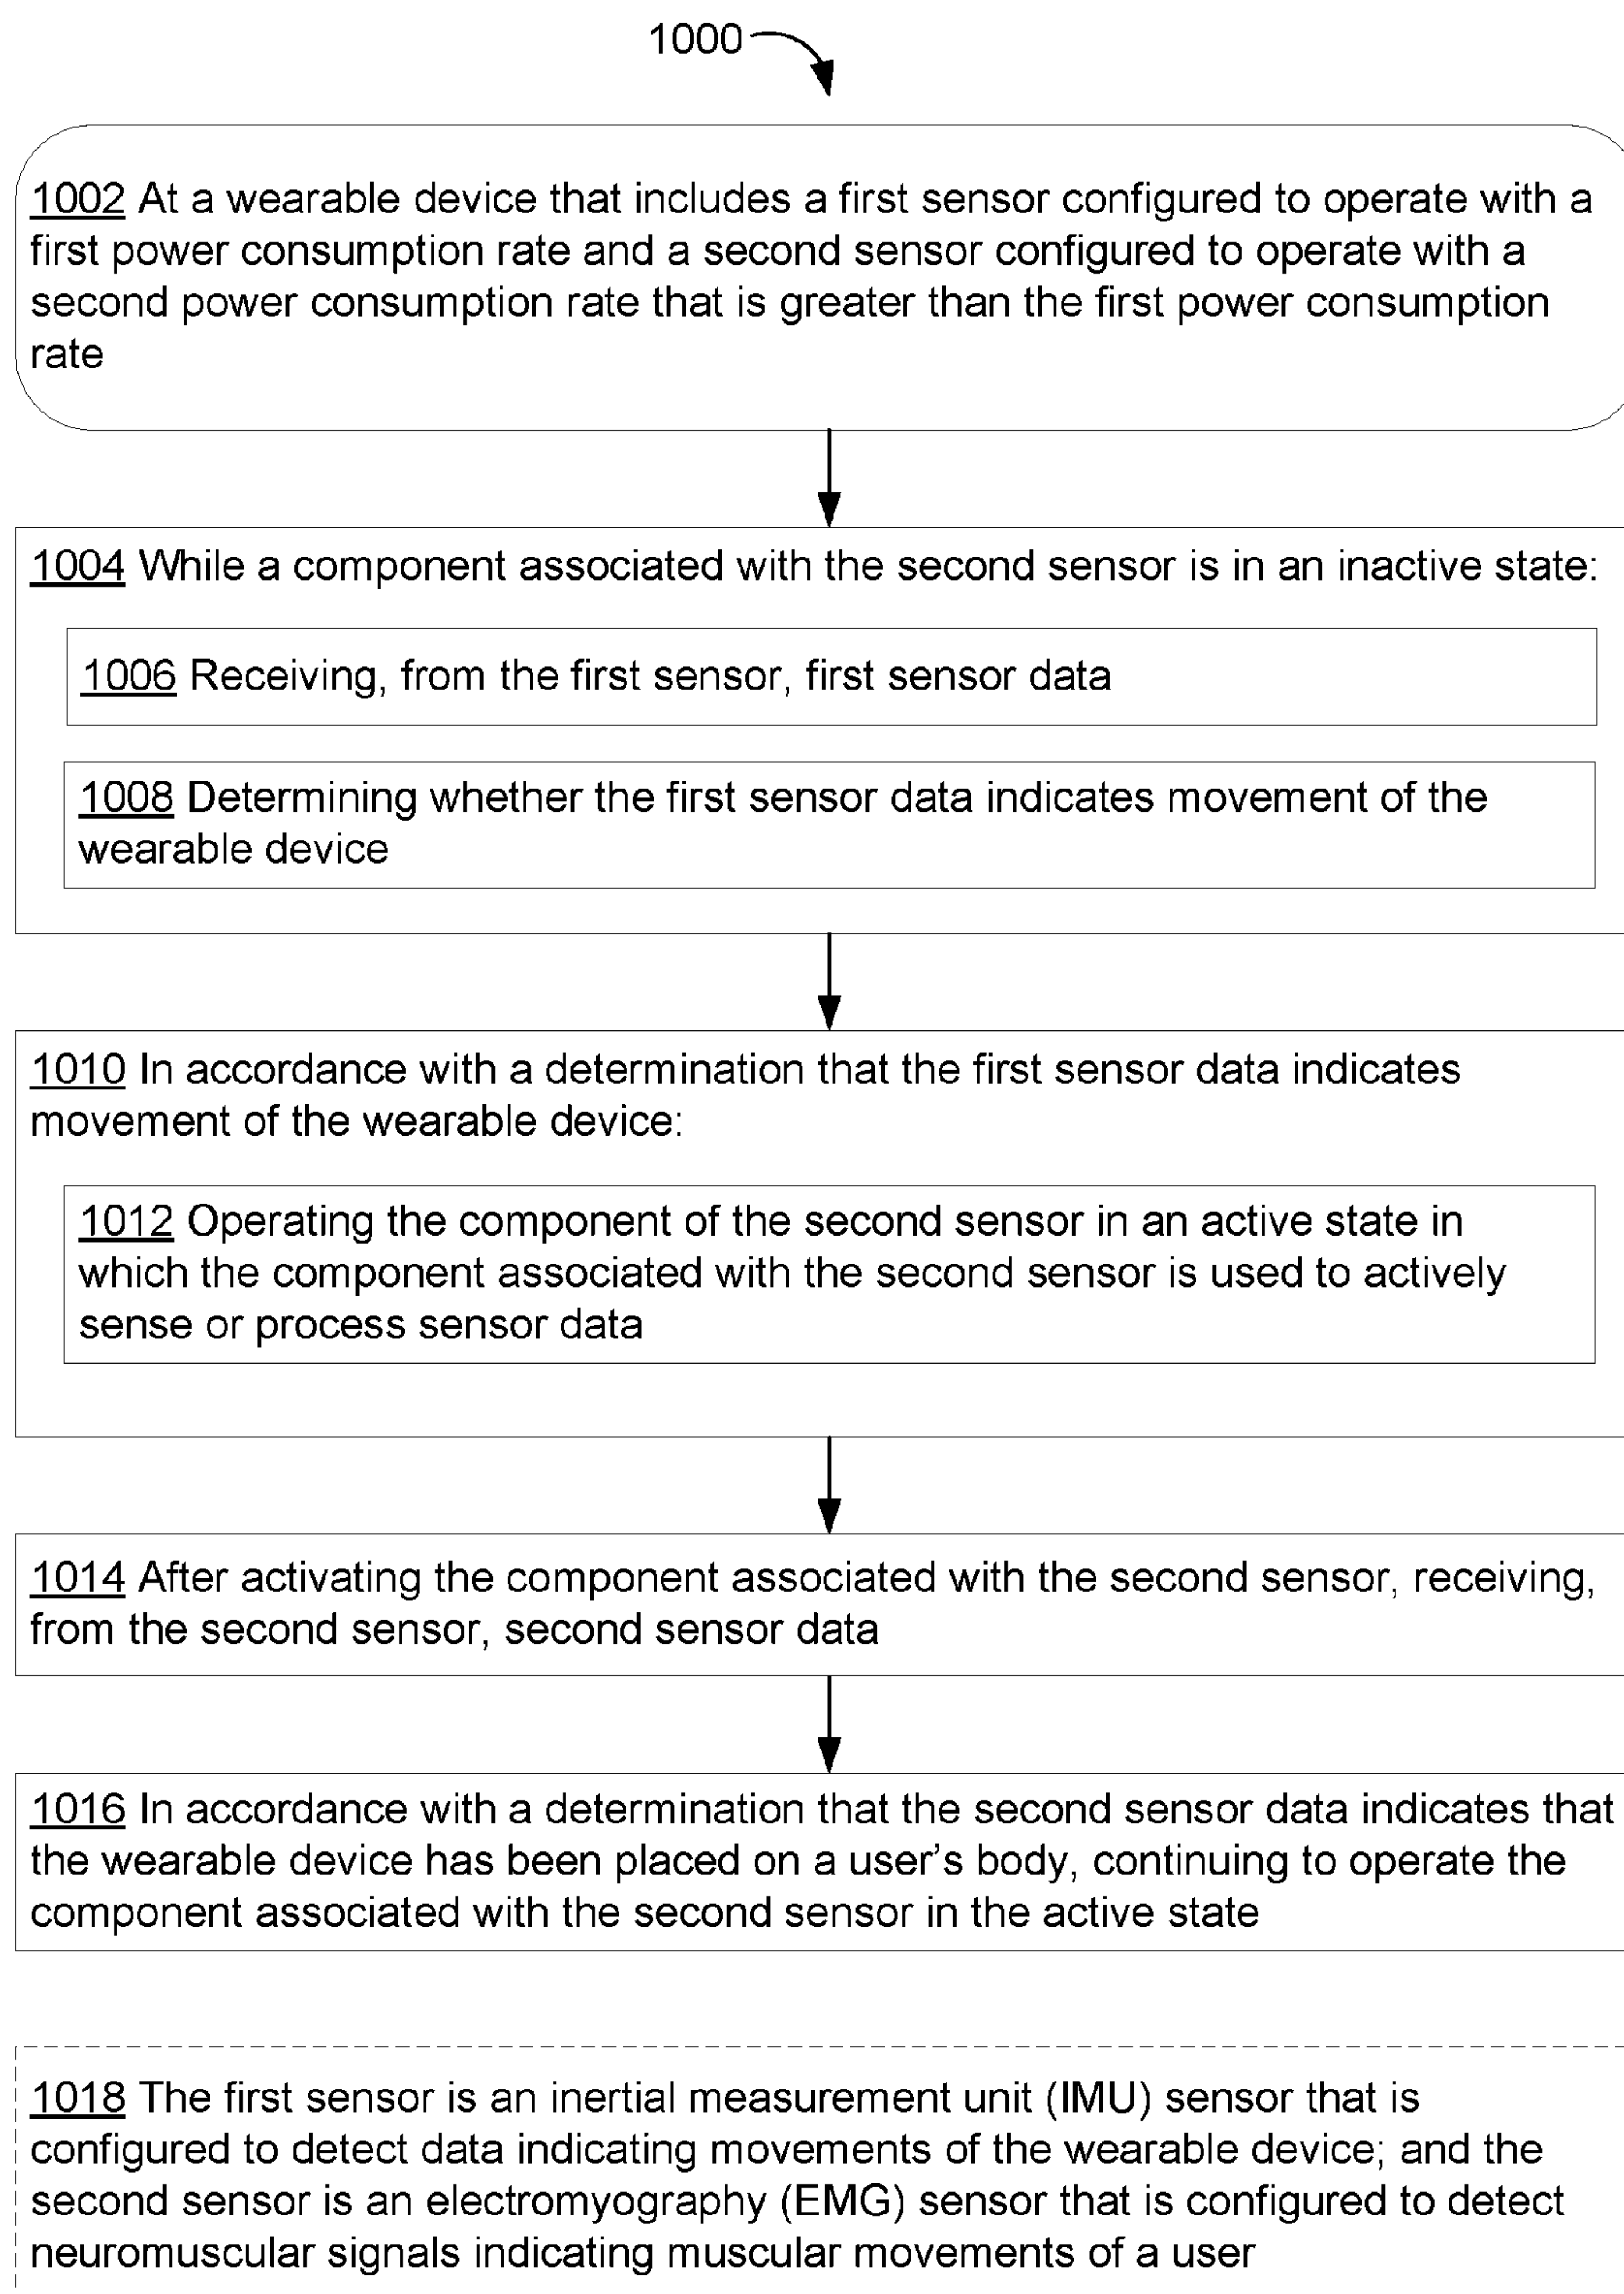 1000
1002 At a wearable device that includes a first sensor configured to operate with a
first power consumption rate and a second sensor configured to operate with a
second power consumption rate that is greater than the first power consumption
rate
1004 While a component associated with the second sensor is in an inactive state:
1006 Receiving, from the first sensor, first sensor data
1008 Determining whether the first sensor data indicates movement of the
wearable device
1010 In accordance with a determination that the first sensor data indicates
movement of the wearable device:
1012 Operating the component of the second sensor in an active state in
which the component associated with the second sensor is used to actively
sense or process sensor data
1014 After activating the component associated with the second sensor, receiving,
from the second sensor, second sensor data
1016 In accordance with a determination that the second sensor data indicates that
the wearable device has been placed on a user’s body, continuing to operate the
component associated with the second sensor in the active state
1018 The first sensor is an inertial measurement unit (IMU) sensor that is
configured to detect data indicating movements of the wearable device; and the
second sensor is an electromyography (EMG) sensor that is configured to detect
neuromuscular signals indicating muscular movements of a user